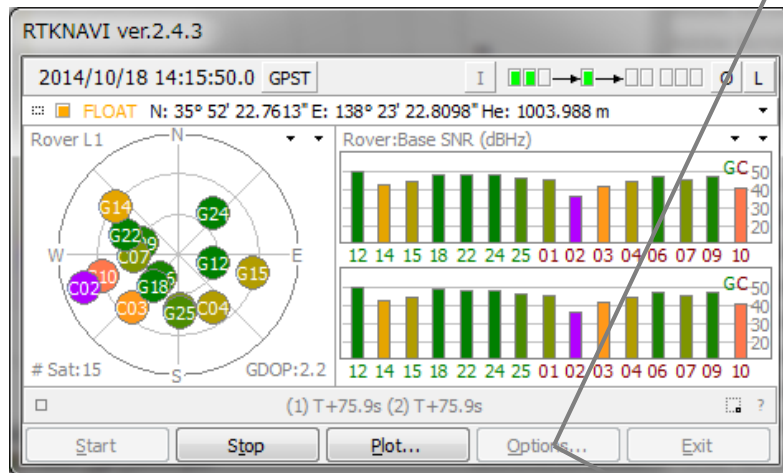 RTKNAVI ver.2.4.3
2014/10/18 14:15:50.0 GPST I O L
FLOAT N: 35° 52' 22.7613" E: 138° 23' 22.8098" He: 1003.988 m
Rover L1
N
W
E
S
G14
G24
G22
C07
G12
G15
C02
G18
C03
G25
C04
# Sat:15
GDOP:2.2
Rover:Base SNR (dBHz)
GC
50
40
30
20
12 14 15 18 22 24 25 01 02 03 04 06 07 09 10
GC
50
40
30
20
12 14 15 18 22 24 25 01 02 03 04 06 07 09 10
(1) T+75.9s (2) T+75.9s
?
Start Stop Plot... Options... Exit